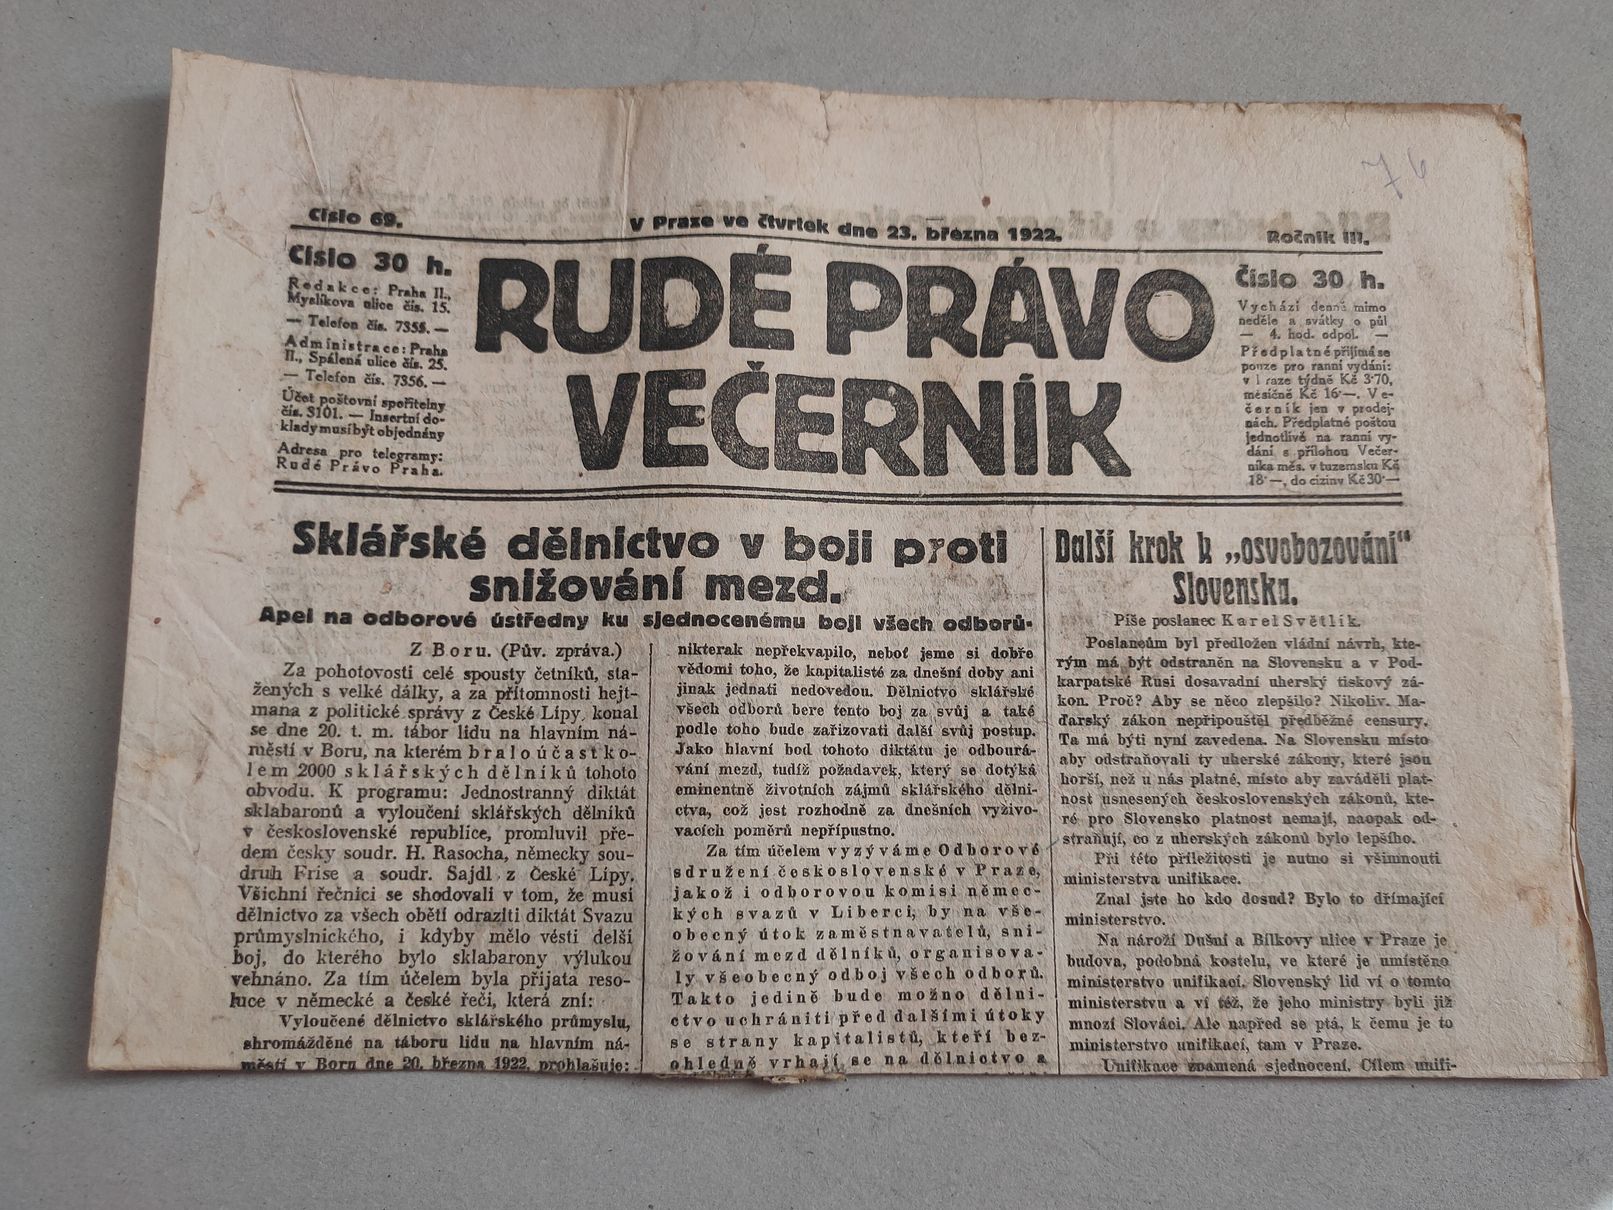 76
Číslo 69.
V Praze ve čtvrtek dne 23. března 1922.
Ročník III.
Číslo 30 h.
Redakce: Praha II.,
Myslíkova ulice čís. 15.
— Telefon čís. 7355. —
Administrace: Praha
II., Spálená ulice čís. 25.
— Telefon čís. 7356. —
Účet poštovní spořitelny
čís. 3101. — Insertní do-
klady musí být objednány
Adresa pro telegramy:
Rudé Právo Praha.
RUDÉ PRÁVO
VEČERNÍK
Číslo 30 h.
Vychází denně mimo
neděle a svátky o půl
— 4. hod. odpol. —
Předplatné přijímá se
pouze pro ranní vydání:
v Praze týdně Kč 3·70,
měsíčně Kč 16·—. Ve-
černík jen v prodej-
nách. Předplatné poštou
jednotlivě na ranní vy-
dání s přílohou Večer-
níka měs. v tuzemsku Kč
18·—, do ciziny Kč 30·—
Sklářské dělnictvo v boji proti
snižování mezd.
Apel na odborové ústředny ku sjednocenému boji všech odborů.
Z Boru. (Pův. zpráva.)
Za pohotovosti celé spousty četníků, sta-
žených s velké dálky, a za přítomnosti hejt-
mana z politické správy z České Lípy, konal
se dne 20. t. m. tábor lidu na hlavním ná-
městí v Boru, na kterém bralo účast ko-
lem 2000 sklářských dělníků tohoto
obvodu. K programu: Jednostranný diktát
sklabaronů a vyloučení sklářských dělníků
v československé republice, promluvil pře-
dem česky soudr. H. Rasocha, německy sou-
druh Frise a soudr. Sajdl z České Lípy.
Všichni řečníci se shodovali v tom, že musí
dělnictvo za všech obětí odraziti diktát Svazu
průmyslnického, i kdyby mělo vésti delší
boj, do kterého bylo sklabarony výlukou
vehnáno. Za tím účelem byla přijata reso-
luce v německé a české řeči, která zní:
Vyloučené dělnictvo sklářského průmyslu,
shromážděné na táboru lidu na hlavním ná-
městí v Boru dne 20. března 1922, prohlašuje:
nikterak nepřekvapilo, neboť jsme si dobře
vědomi toho, že kapitalisté za dnešní doby ani
jinak jednati nedovedou. Dělnictvo sklářské
všech odborů bere tento boj za svůj a také
podle toho bude zařizovati další svůj postup.
Jako hlavní bod tohoto diktátu je odbourá-
vání mezd, tudíž požadavek, který se dotýká
eminentně životních zájmů sklářského dělni-
ctva, což jest rozhodně za dnešních vyživo-
vacích poměrů nepřípustno.
Za tím účelem vyzýváme Odborové
sdružení československé v Praze,
jakož i odborovou komisi němec-
kých svazů v Liberci, by na vše-
obecný útok zaměstnavatelů, sni-
žování mezd dělníků, organisova-
ly všeobecný odboj všech odborů.
Takto jedině bude možno dělni-
ctvo uchrániti před dalšími útoky
se strany kapitalistů, kteří bez-
ohledně vrhají se na dělnictvo a
Další krok k „osvobozování“
Slovenska.
Píše poslanec Karel Světlík.
Poslancům byl předložen vládní návrh, kte-
rým má být odstraněn na Slovensku a v Pod-
karpatské Rusi dosavadní uherský tiskový zá-
kon. Proč? Aby se něco zlepšilo? Nikoliv. Ma-
ďarský zákon nepřipouštěl předběžné censury.
Ta má býti nyní zavedena. Na Slovensku místo
aby odstraňovali ty uherské zákony, které jsou
horší, než u nás platné, místo aby zaváděli plat-
nost usnesených československých zákonů, kte-
ré pro Slovensko platnost nemají, naopak od-
straňují, co z uherských zákonů bylo lepšího.
Při této příležitosti je nutno si všimnouti
ministerstva unifikace.
Znal jste ho kdo dosud? Bylo to dřímající
ministerstvo.
Na nároží Dušní a Bílkovy ulice v Praze je
budova, podobná kostelu, ve které je umístěno
ministerstvo unifikací. Slovenský lid ví o tomto
ministerstvu a ví též, že jeho ministry byli již
mnozí Slováci. Ale napřed se ptá, k čemu je to
ministerstvo unifikací, tam v Praze.
Unifikace znamená sjednocení. Cílem unifi-